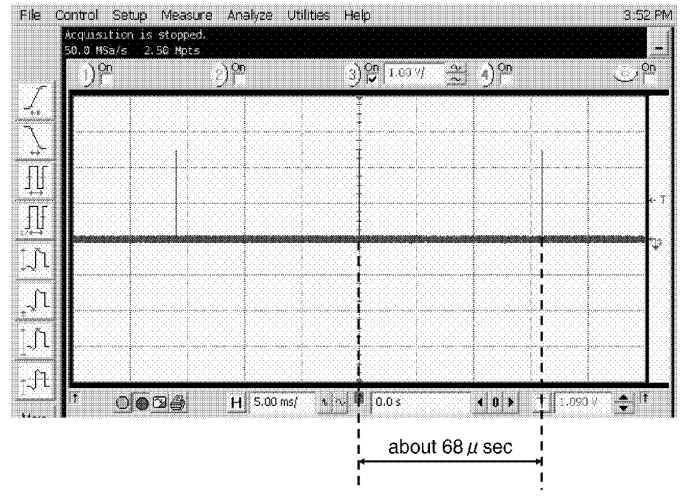 File Control Setup Measure Analyze Utilities Help 3:52 PM
Acquisition is stopped.
50.0 MSa/s 2.50 Mpts
1) On 2) On 3) On 1.00 V/ 4) On On
T
H 5.00 ms/ 0.0 s 0 T 1.090 V
about 68 μ sec